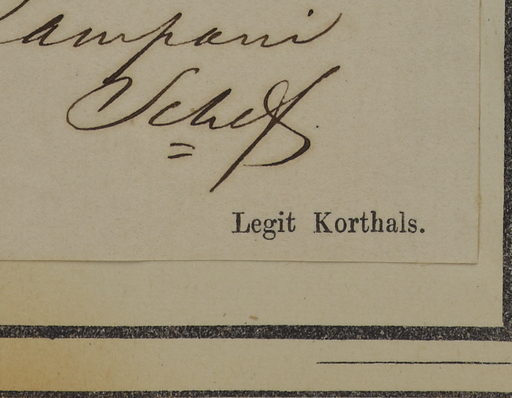 Campani
Scheff
Legit Korthals.